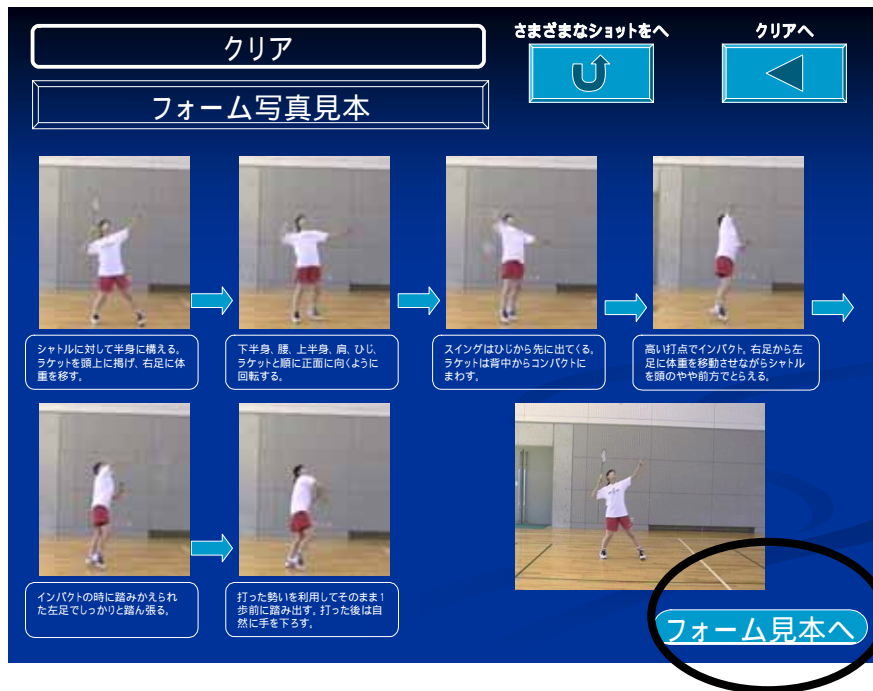 クリア
さまざまなショットをへ
クリアへ
フォーム写真見本
シャトルに対して半身に構える。
ラケットを頭上に掲げ、右足に体
重を移す。
下半身、腰、上半身、肩、ひじ、
ラケットと順に正面に向くように
回転する。
スイングはひじから先に出てくる。
ラケットは背中からコンパクトに
まわす。
高い打点でインパクト。右足から左
足に体重を移動させながらシャトル
を頭のやや前方でとらえる。
インパクトの時に踏みかえられ
た左足でしっかりと踏ん張る。
打った勢いを利用してそのまま1
歩前に踏み出す。打った後は自
然に手を下ろす。
フォーム見本へ